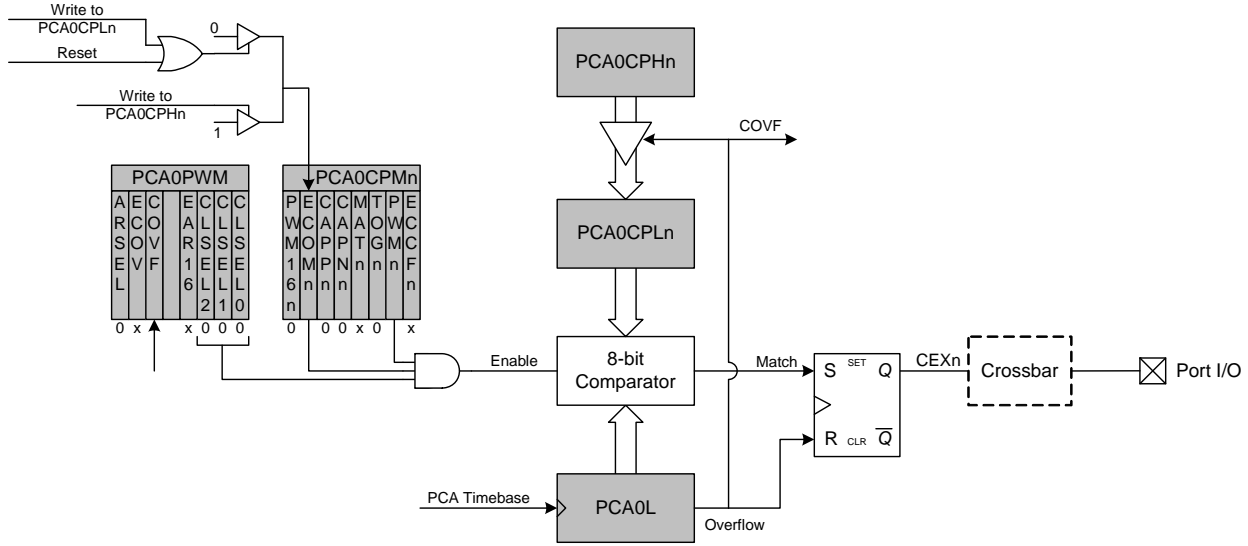 Write to
PCA0CPLn
Reset
0
Write to
PCA0CPHn
1
PCA0CPHn
COVF
PCA0PWM
ARSEL
ECOV
COVF
EAR16
CLSEL2
CLSEL1
CLSEL0
0 x x 0 0 0
PCA0CPMn
PWM16n
ECOMn
CAPPn
CAPNn
MATn
TOGn
PWMn
ECCFn
0 0 0 x 0 x
PCA0CPLn
Enable
8-bit
Comparator
Match
S SET Q
R CLR Q
CEXn
Crossbar
Port I/O
PCA Timebase
PCA0L
Overflow